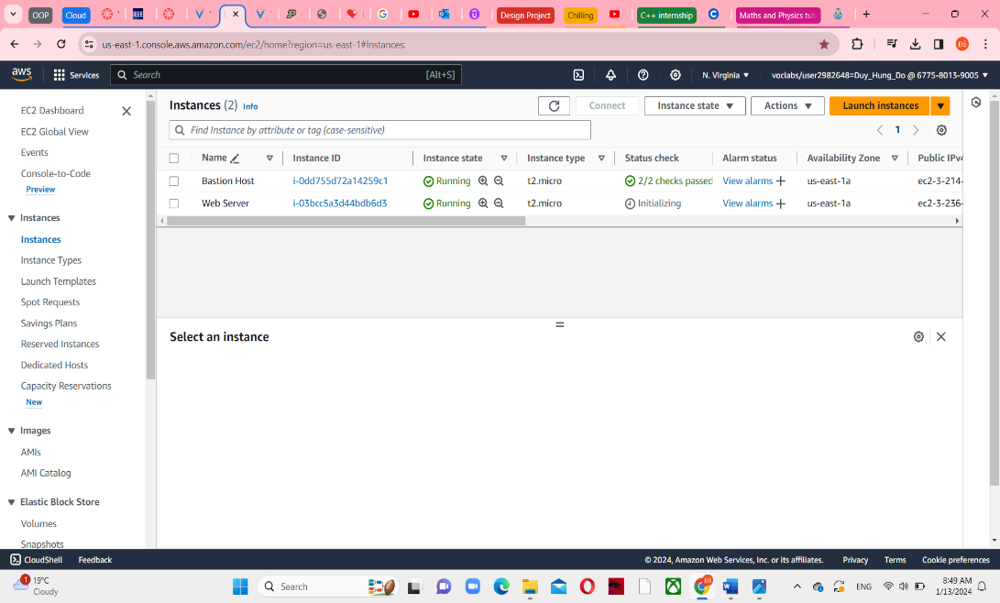 OOP
Cloud
IEEE
Design Project
Chilling
C++ internship
Maths and Physics tut
us-east-1.console.aws.amazon.com/ec2/home?region=us-east-1#Instances:
Đỗ
aws
Services
Search
[Alt+S]
N. Virginia
voclabs/user2982648=Duy_Hung_Do @ 6775-8013-9005
EC2 Dashboard
EC2 Global View
Events
Console-to-Code
Preview
Instances
Instances
Instance Types
Launch Templates
Spot Requests
Savings Plans
Reserved Instances
Dedicated Hosts
Capacity Reservations
New
Images
AMIs
AMI Catalog
Elastic Block Store
Volumes
Snapshots
Instances (2) Info
Connect
Instance state
Actions
Launch instances
Find Instance by attribute or tag (case-sensitive)
1
Name Instance ID Instance state Instance type Status check Alarm status Availability Zone Public IPv4
Bastion Host i-0dd755d72a14259c1 Running t2.micro 2/2 checks passed View alarms us-east-1a ec2-3-214-
Web Server i-03bcc5a3d44bdb6d3 Running t2.micro Initializing View alarms us-east-1a ec2-3-236-
Select an instance
CloudShell Feedback
© 2024, Amazon Web Services, Inc. or its affiliates. Privacy Terms Cookie preferences
1
19°C
Cloudy
Search
Đỗ
ENG
8:49 AM
1/13/2024